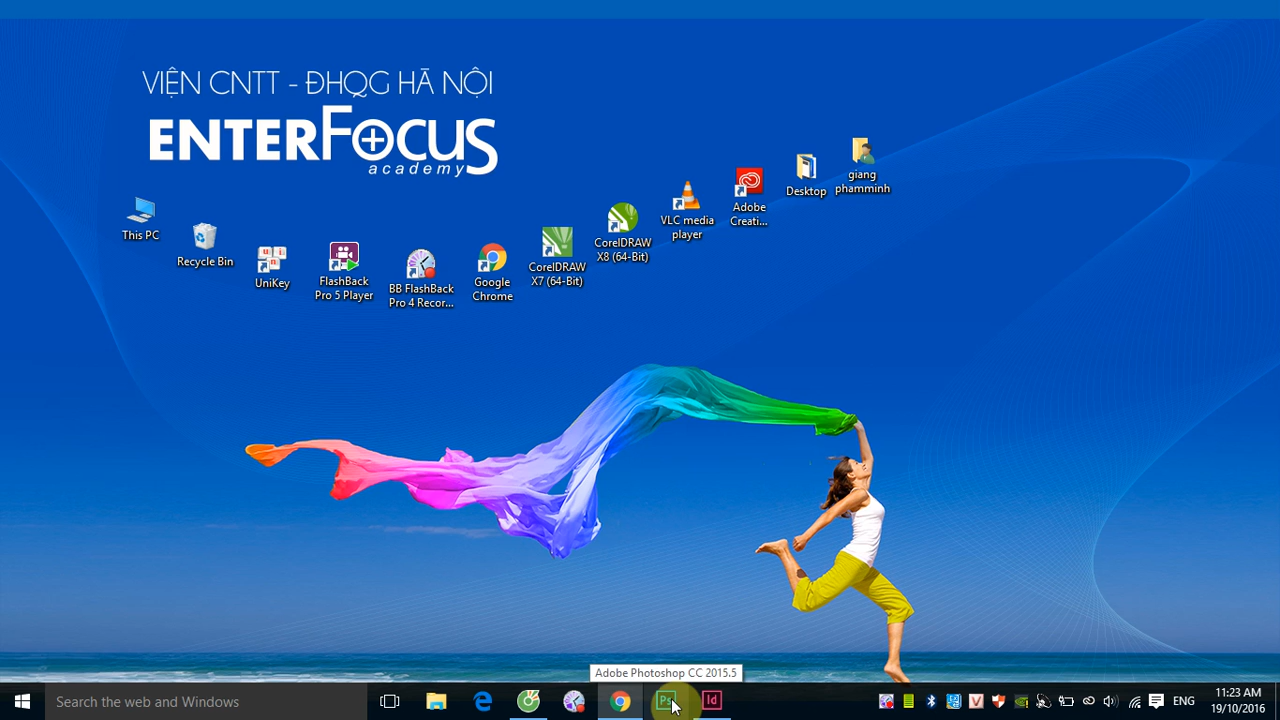 VIỆN CNTT - ĐHQG HÀ NỘI
ENTERFOCUS
academy
This PC
Recycle Bin
UniKey
FlashBack
Pro 5 Player
BB FlashBack
Pro 4 Recor...
Google
Chrome
CorelDRAW
X7 (64-Bit)
CorelDRAW
X8 (64-Bit)
VLC media
player
Adobe
Creati...
Desktop
giang
phamminh
Adobe Photoshop CC 2015.5
Search the web and Windows
Ps
Id
V
ENG
11:23 AM
19/10/2016